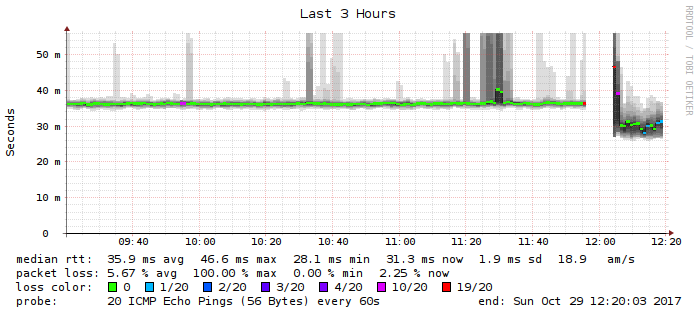 Last 3 Hours
RRDTOOL / TOBI OETIKER
Seconds
50 m
40 m
30 m
20 m
10 m
0
09:40 10:00 10:20 10:40 11:00 11:20 11:40 12:00 12:20
median rtt: 35.9 ms avg 46.6 ms max 28.1 ms min 31.3 ms now 1.9 ms sd 18.9 am/s
packet loss: 5.67 % avg 100.00 % max 0.00 % min 2.25 % now
loss color: 0 1/20 2/20 3/20 4/20 10/20 19/20
probe: 20 ICMP Echo Pings (56 Bytes) every 60s end: Sun Oct 29 12:20:03 2017